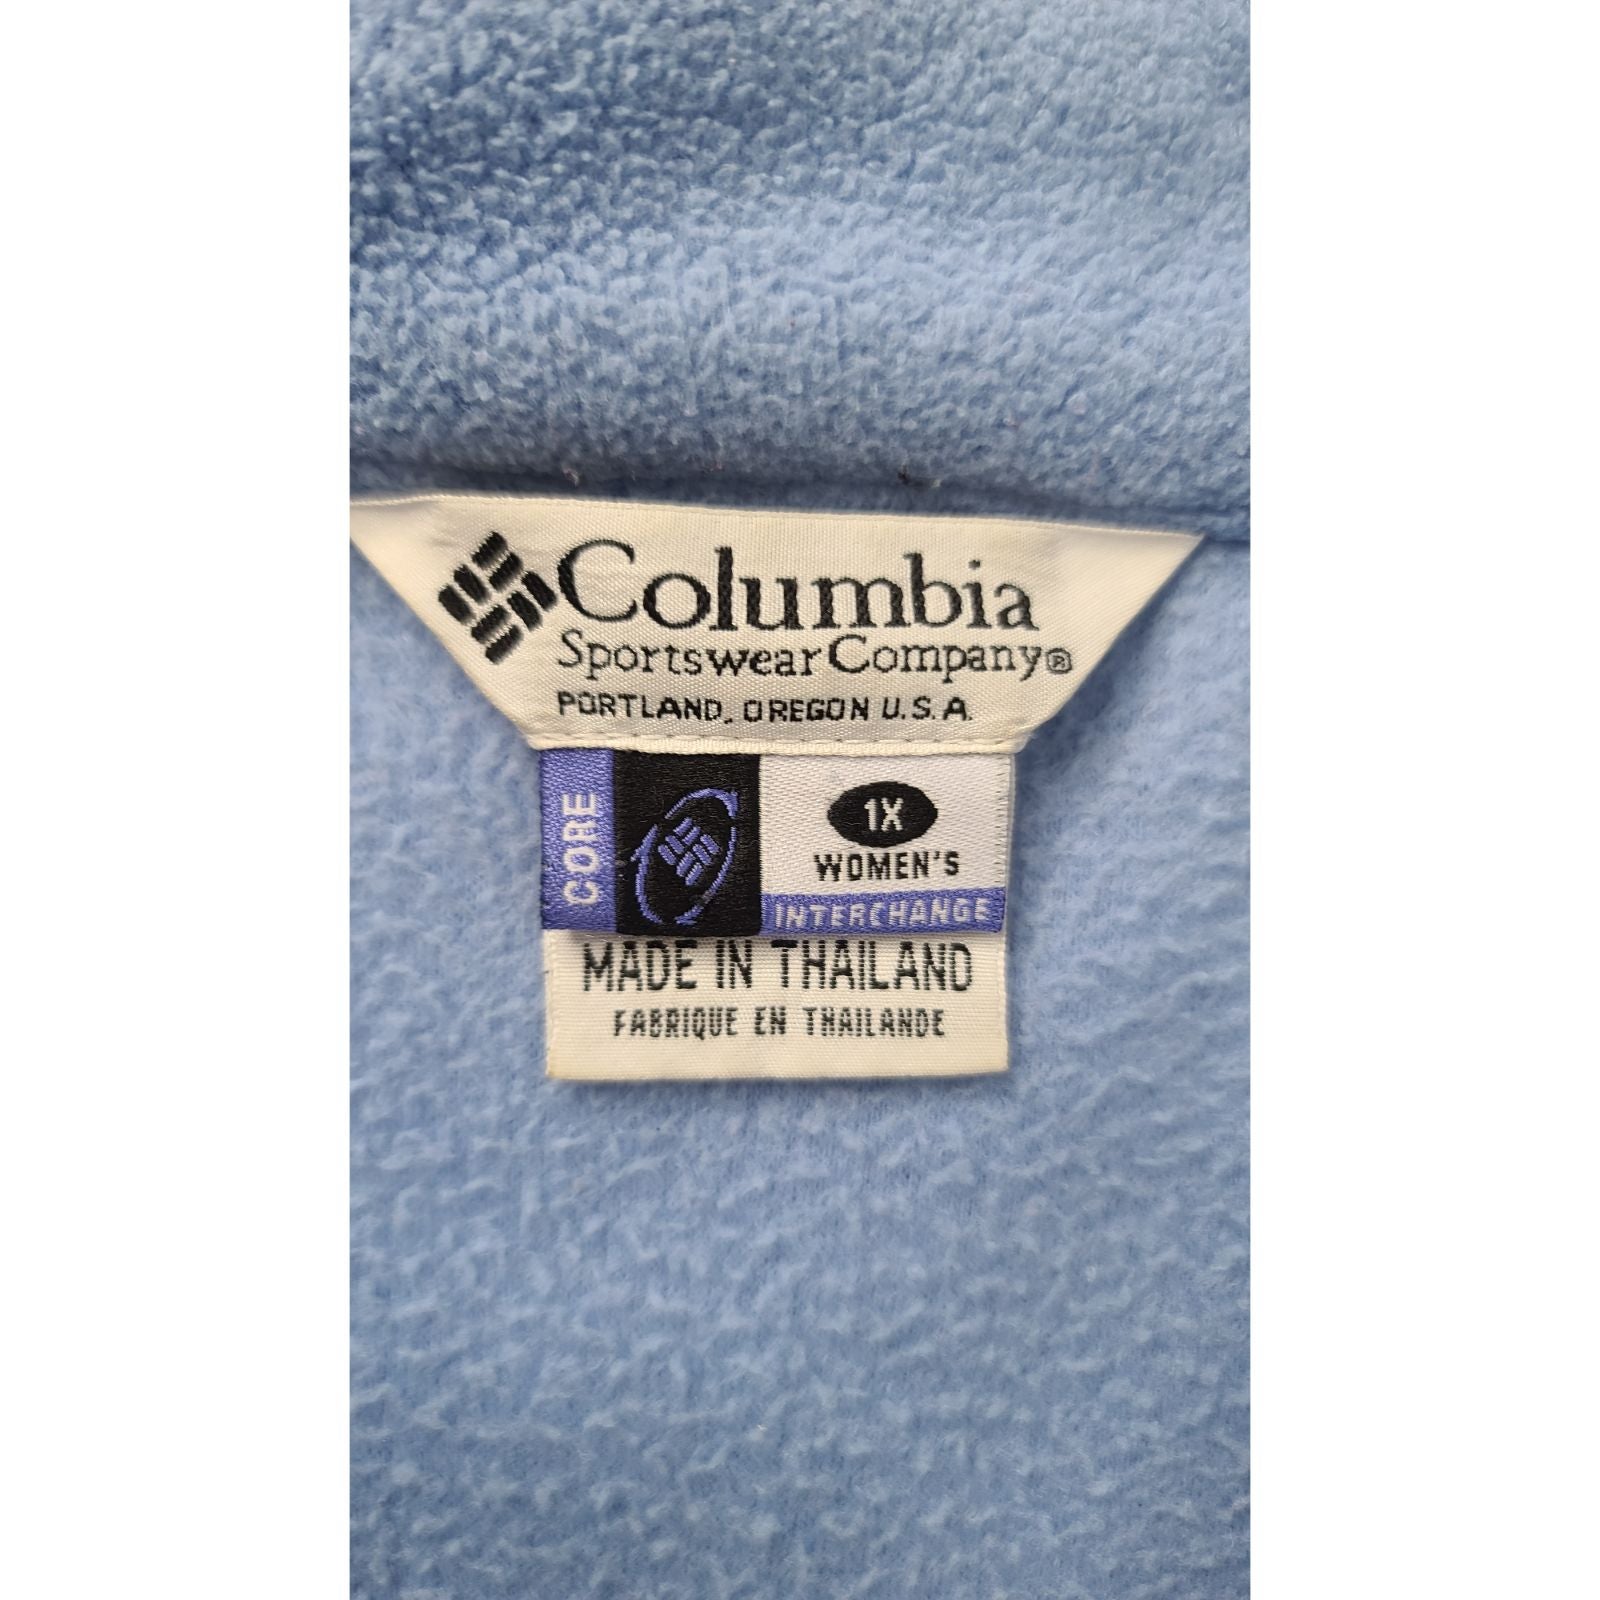 Columbia
Sportswear Company®
PORTLAND, OREGON U.S.A.
CORE
1X
WOMEN'S
INTERCHANGE
MADE IN THAILAND
FABRIQUE EN THAILANDE